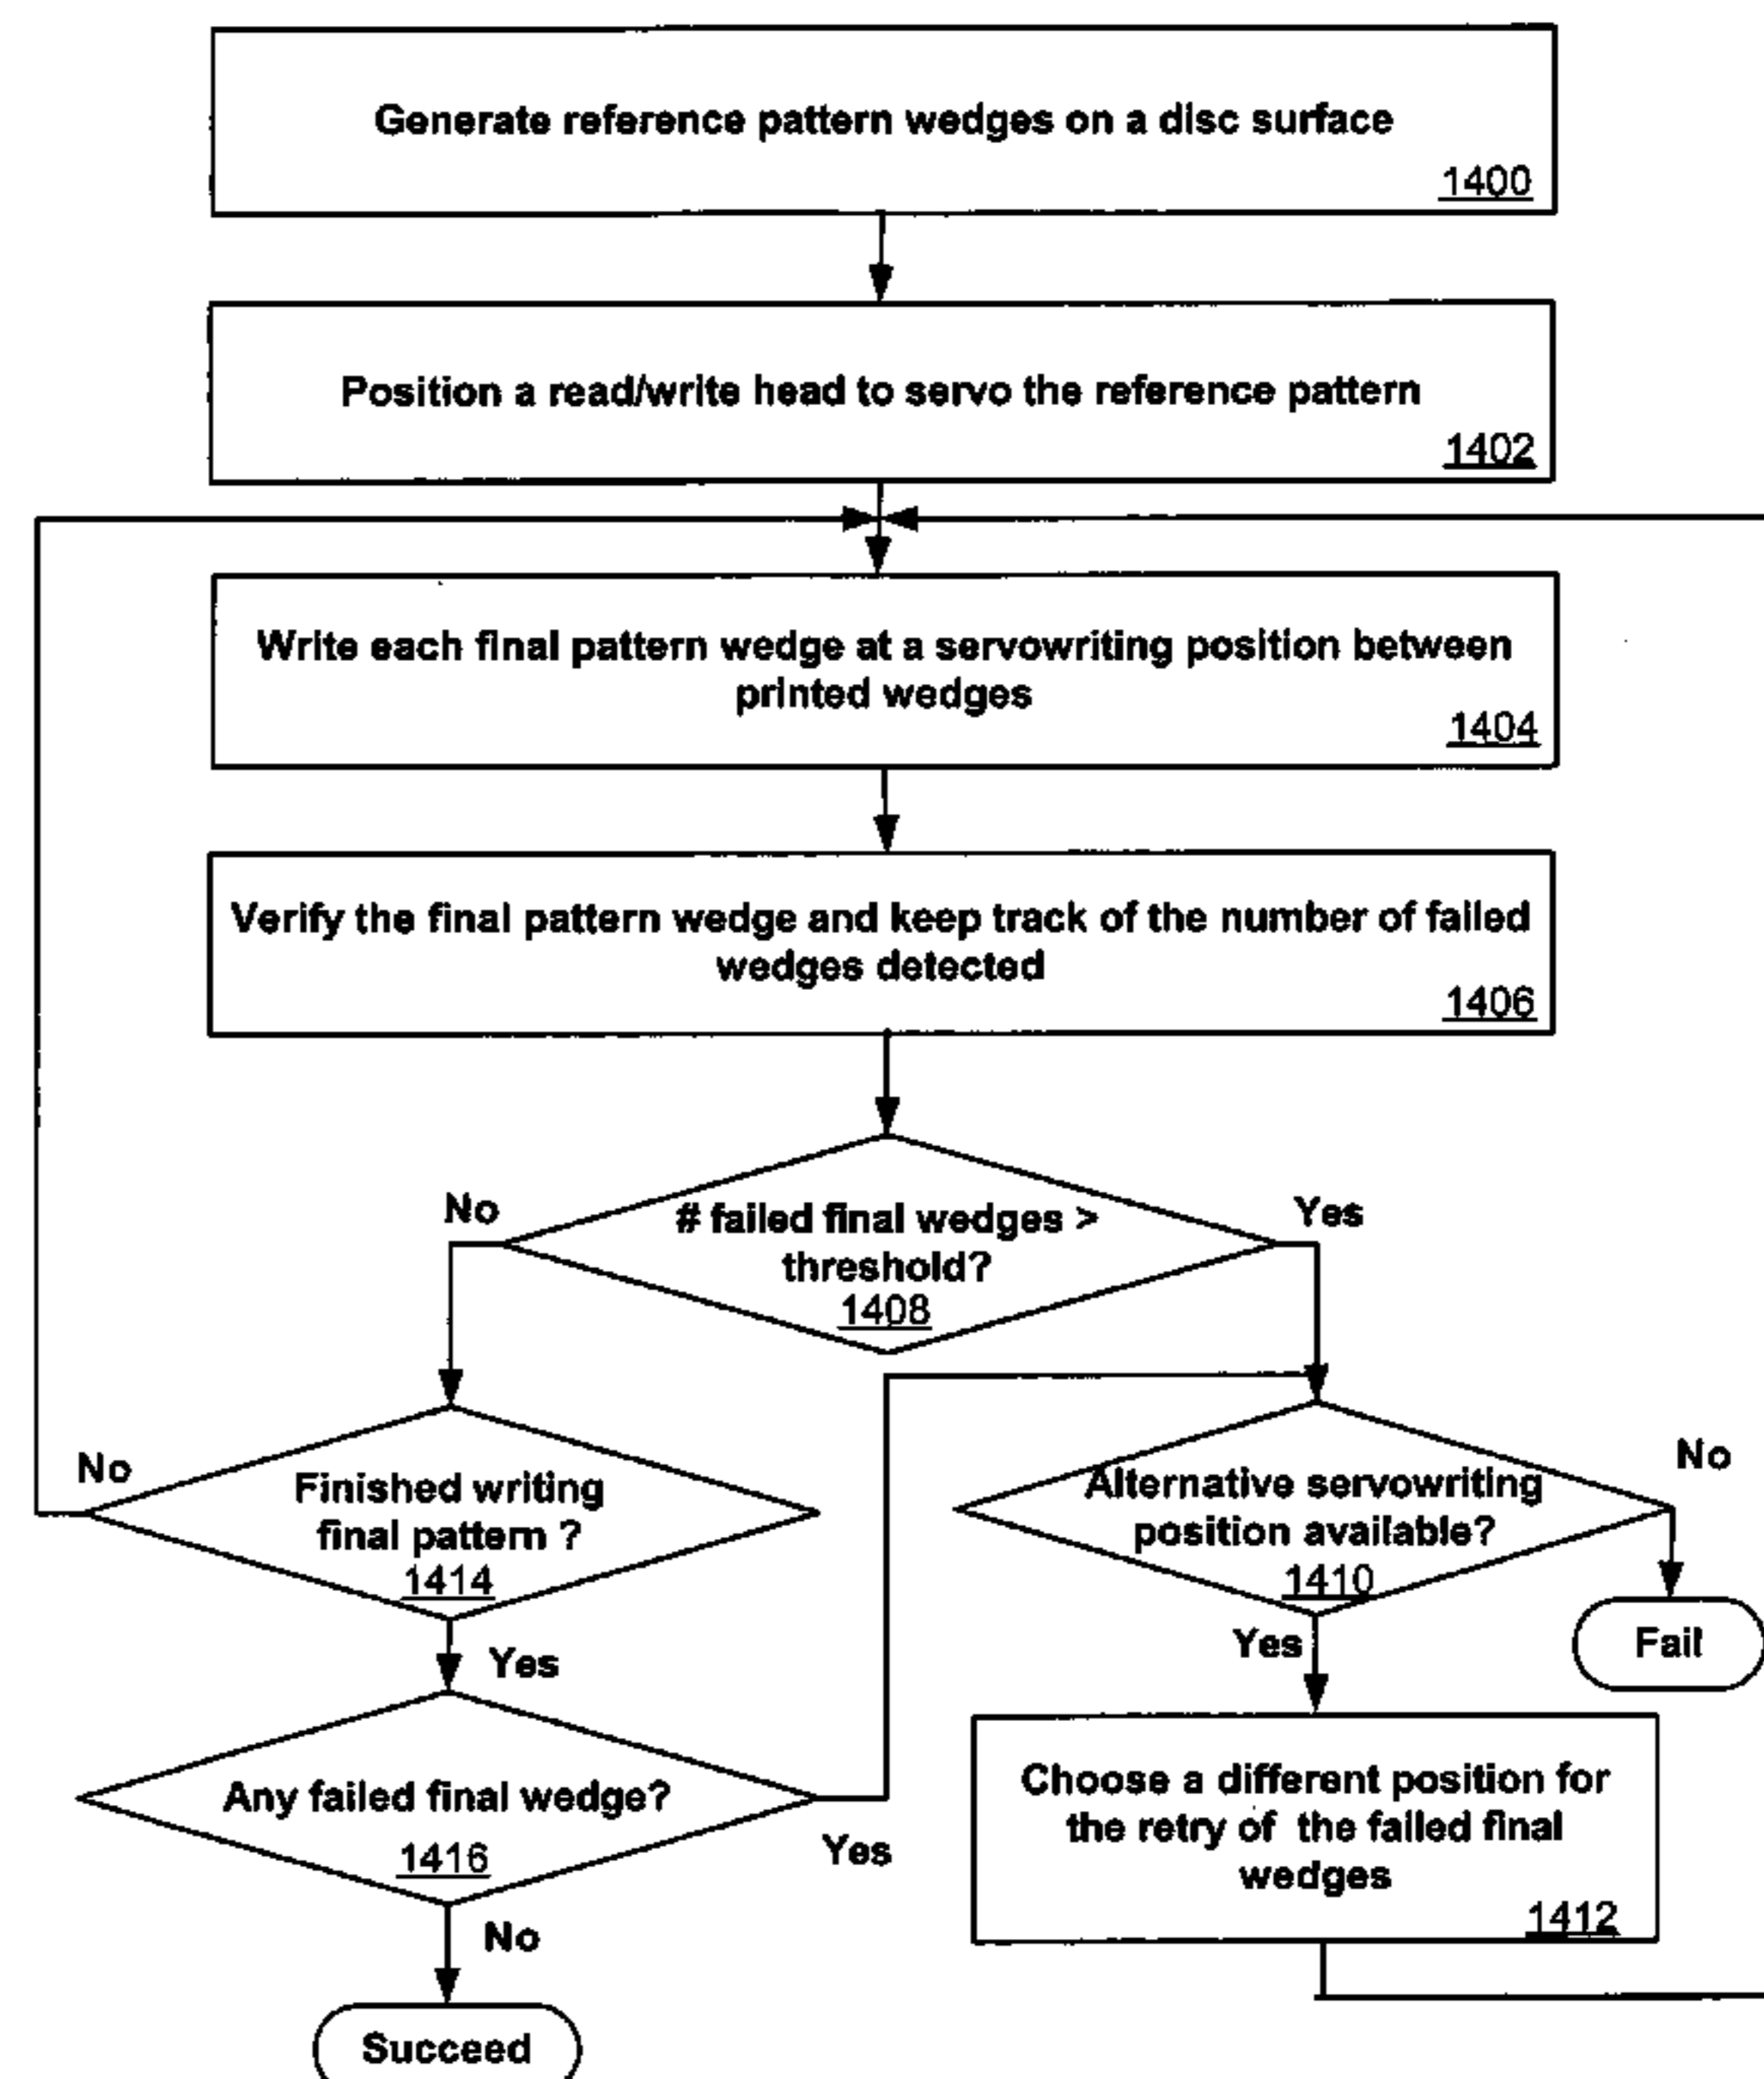 Generate reference pattern wedges on a disc surface
1400
Position a read/write head to servo the reference pattern
1402
Write each final pattern wedge at a servowriting position between
printed wedges
1404
Verify the final pattern wedge and keep track of the number of failed
wedges detected
1406
No
# failed final wedges >
threshold?
1408
Yes
No
Finished writing
final pattern ?
1414
Yes
Alternative servowriting
position available?
1410
No
Fail
Yes
Any failed final wedge?
1416
Yes
No
Succeed
Choose a different position for
the retry of the failed final
wedges
1412